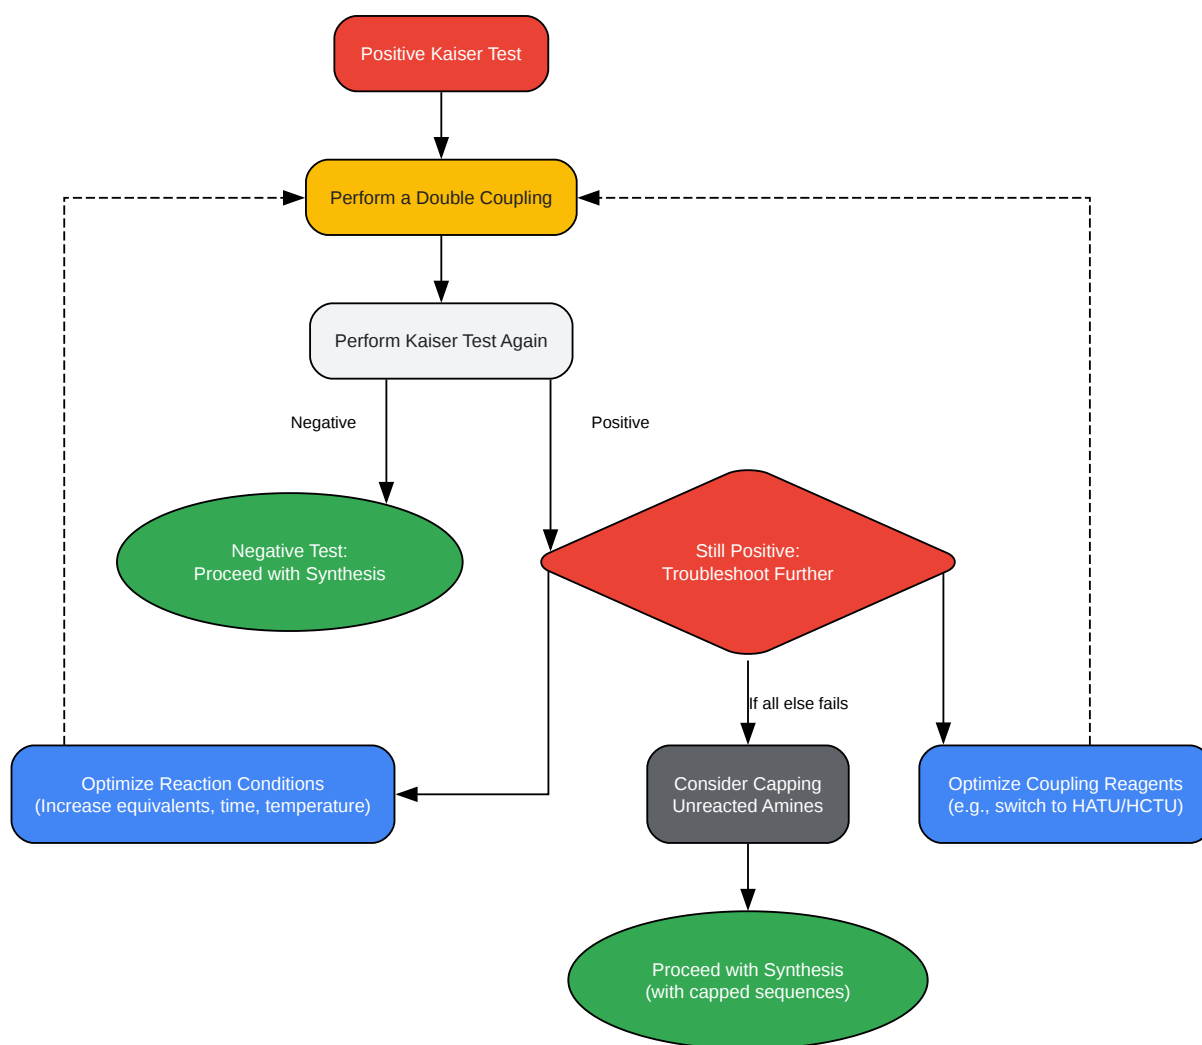 Positive Kaiser Test
Perform a Double Coupling
Perform Kaiser Test Again
Negative
Positive
Negative Test:
Proceed with Synthesis
Still Positive:
Troubleshoot Further
If all else fails
Optimize Reaction Conditions
(Increase equivalents, time, temperature)
Consider Capping
Unreacted Amines
Optimize Coupling Reagents
(e.g., switch to HATU/HCTU)
Proceed with Synthesis
(with capped sequences)